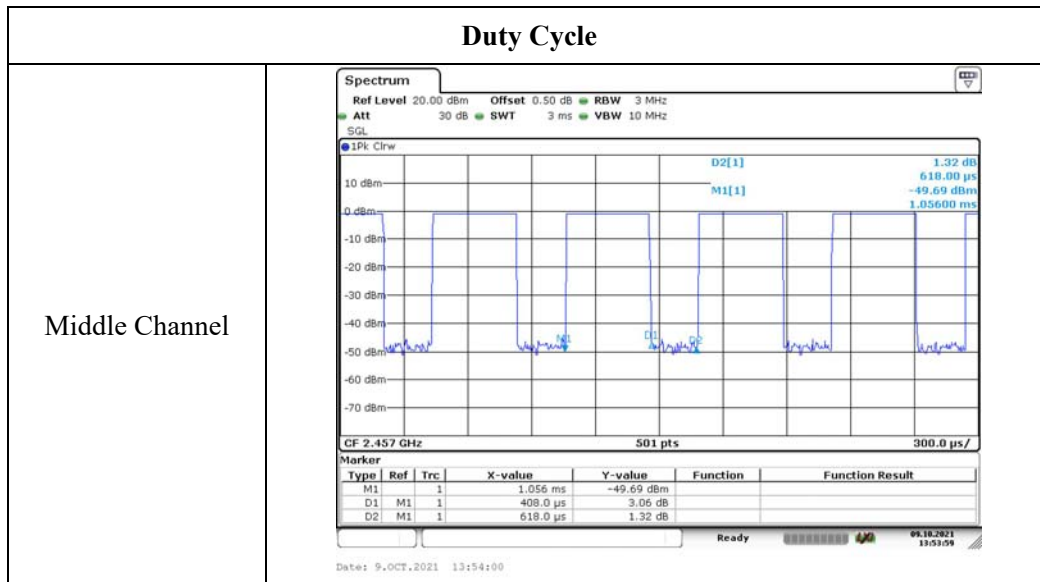 Duty Cycle
Middle Channel
Spectrum
Ref Level 20.00 dBm Offset 0.50 dB RBW 3 MHz
Att 30 dB SWT 3 ms VBW 10 MHz
SGL
1Pk Clrw
D2[1] 1.32 dB
618.00 µs
M1[1] -49.69 dBm
1.05600 ms
10 dBm
0 dBm
-10 dBm
-20 dBm
-30 dBm
-40 dBm
M1 D1 D2
-50 dBm
-60 dBm
-70 dBm
CF 2.457 GHz 501 pts 300.0 µs/
Marker
Type Ref Trc X-value Y-value Function Function Result
M1 1 1.056 ms -49.69 dBm
D1 M1 1 408.0 µs 3.06 dB
D2 M1 1 618.0 µs 1.32 dB
Ready 09.10.2021
13:53:59
Date: 9.OCT.2021 13:54:00